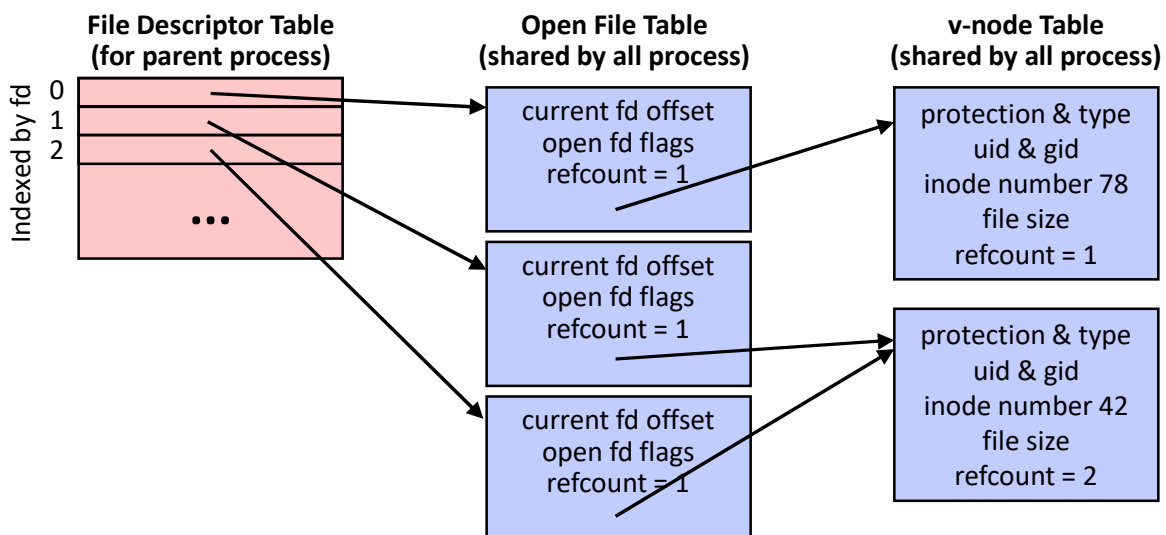 File Descriptor Table
(for parent process)
Open File Table
(shared by all process)
v-node Table
(shared by all process)
Indexed by fd
0
1
2
...
current fd offset
open fd flags
refcount = 1
current fd offset
open fd flags
refcount = 1
current fd offset
open fd flags
refcount = 1
protection & type
uid & gid
inode number 78
file size
refcount = 1
protection & type
uid & gid
inode number 42
file size
refcount = 2